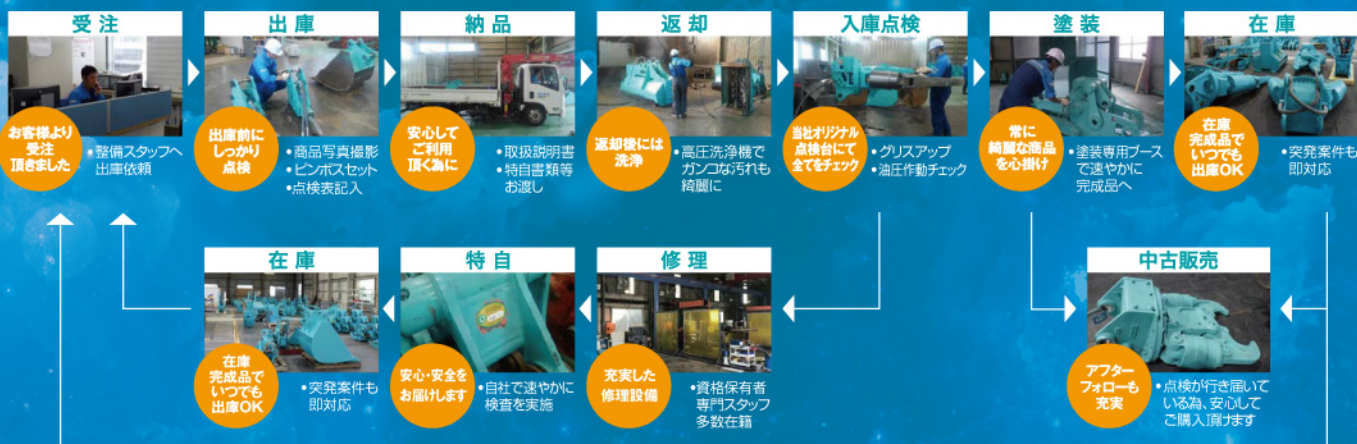 受注
お客様より
受注
頂きました
•整備スタッフへ
出庫依頼
出庫
出庫前に
しっかり
点検
•商品写真撮影
•ピンボスセット
•点検表記入
納品
安心して
ご利用
頂く為に
•取扱説明書
•特自書類等
お渡し
返却
返却後には
洗浄
•高圧洗浄機で
ガンコな汚れも
綺麗に
入庫点検
当社オリジナル
点検台にて
全てをチェック
•グリスアップ
•油圧作動チェック
塗装
常に
綺麗な商品
を心掛け
•塗装専用ブース
で速やかに
完成品へ
在庫
在庫
完成品で
いつでも
出庫OK
•突発案件も
即対応
在庫
在庫
完成品で
いつでも
出庫OK
•突発案件も
即対応
特自
安心・安全を
お届けします
•自社で速やかに
検査を実施
修理
充実した
修理設備
•資格保有者
専門スタッフ
多数在籍
中古販売
アフター
フォローも
充実
•点検が行き届いて
いる為、安心して
ご購入頂けます